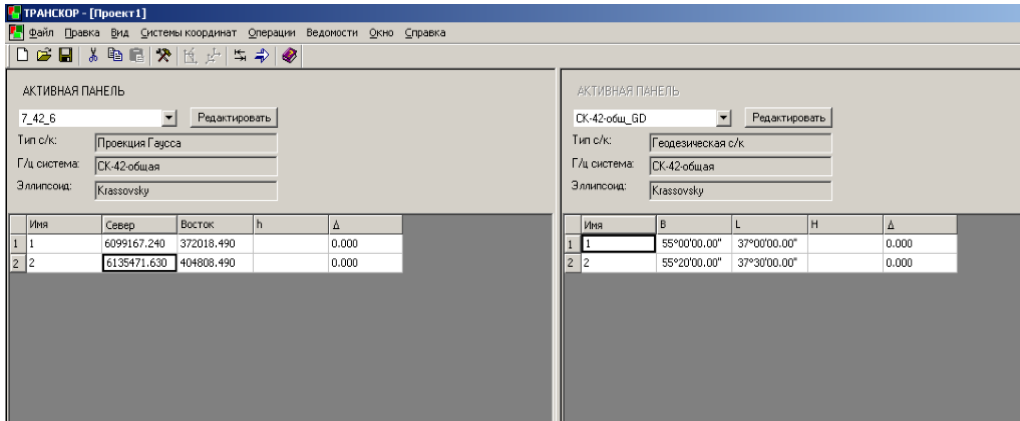 ТРАНСКОР - [Проект1]
Файл Правка Вид Системы координат Операции Ведомости Окно Справка
АКТИВНАЯ ПАНЕЛЬ
7_42_6 Редактировать
Тип с/к: Проекция Гаусса
Г/ц система: СК-42-общая
Эллипсоид: Krassovsky
Имя Север Восток h Δ
1 1 6099167.240 372018.490 0.000
2 2 6135471.630 404808.490 0.000
АКТИВНАЯ ПАНЕЛЬ
СК-42-общ_GD Редактировать
Тип с/к: Геодезическая с/к
Г/ц система: СК-42-общая
Эллипсоид: Krassovsky
Имя B L H Δ
1 1 55°00'00.00" 37°00'00.00" 0.000
2 2 55°20'00.00" 37°30'00.00" 0.000